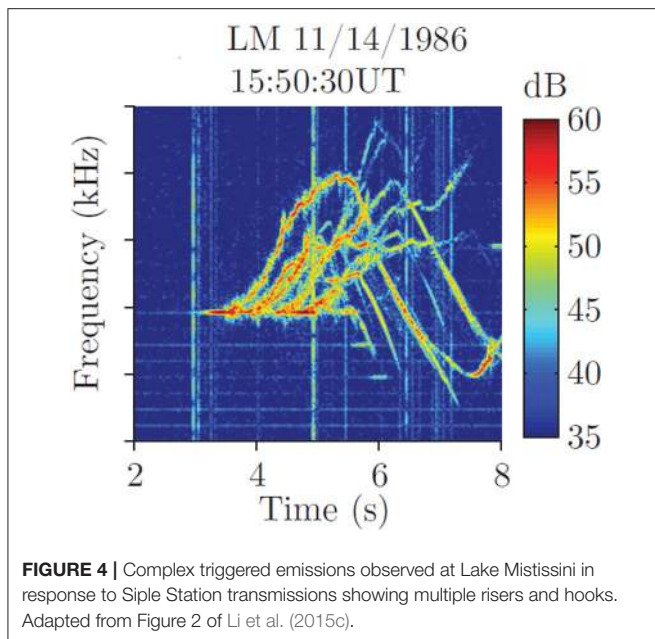 LM 11/14/1986
15:50:30UT
dB
60
55
50
45
40
35
Frequency (kHz)
2 4 6 8
Time (s)
FIGURE 4 | Complex triggered emissions observed at Lake Mistissini in
response to Siple Station transmissions showing multiple risers and hooks.
Adapted from Figure 2 of Li et al. (2015c).